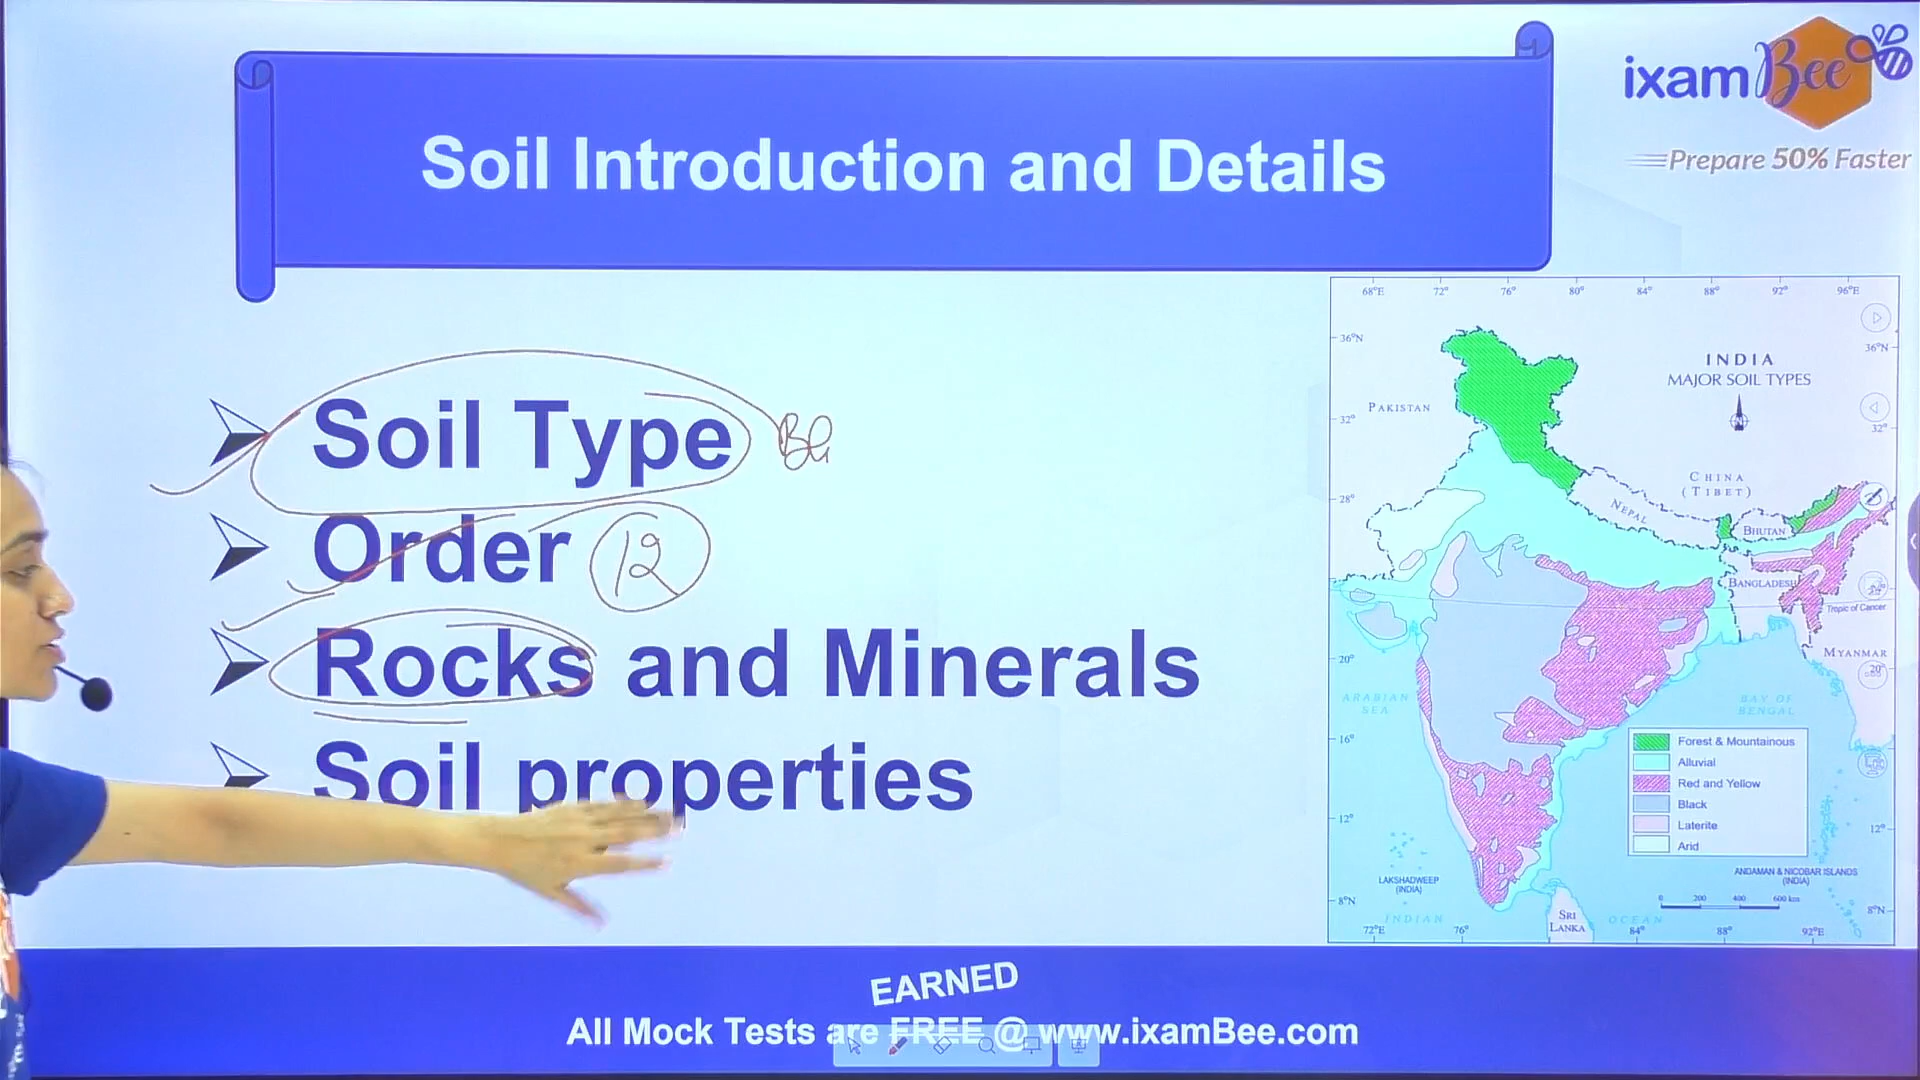 ixamBee
Prepare 50% Faster
Soil Introduction and Details
Soil Type
Order 12
Rocks and Minerals
Soil properties
68°E 72° 76° 80° 84° 88° 92° 96°E
36°N
36°N
INDIA
MAJOR SOIL TYPES
N
PAKISTAN
32°
32°
CHINA
(TIBET)
28°
NEPAL
BHUTAN
BANGLADESH
Tropic of Cancer
MYANMAR
20°
20°
ARABIAN
SEA
BAY OF
BENGAL
16°
Forest & Mountainous
Alluvial
Red and Yellow
Black
Laterite
Arid
12°
12°
LAKSHADWEEP
(INDIA)
ANDAMAN & NICOBAR ISLANDS
(INDIA)
0 200 400 600 km
8°N
8°N
INDIAN
SRI
LANKA
OCEAN
72°E 76° 84° 88° 92°E
EARNED
All Mock Tests are FREE @ www.ixamBee.com